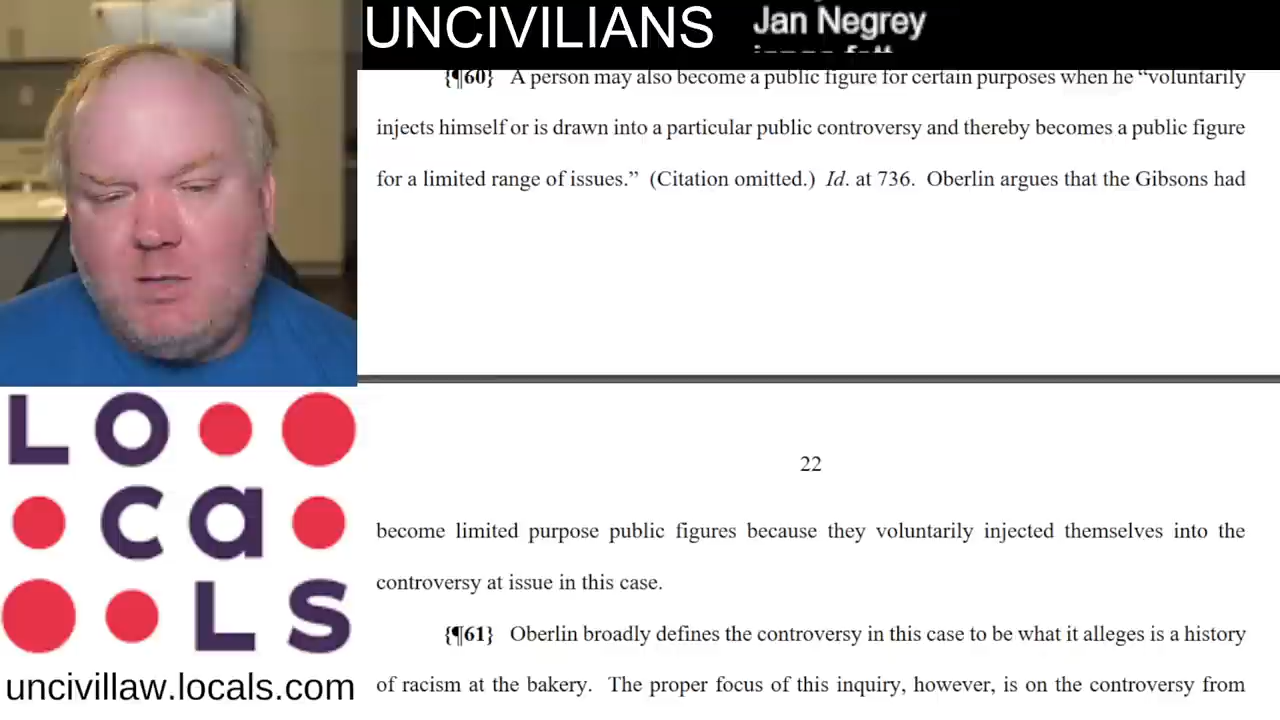 UNCIVILIANS
Jan Negrey
{¶60} A person may also become a public figure for certain purposes when he “voluntarily
injects himself or is drawn into a particular public controversy and thereby becomes a public figure
for a limited range of issues.” (Citation omitted.) Id. at 736. Oberlin argues that the Gibsons had
22
become limited purpose public figures because they voluntarily injected themselves into the
controversy at issue in this case.
{¶61} Oberlin broadly defines the controversy in this case to be what it alleges is a history
of racism at the bakery. The proper focus of this inquiry, however, is on the controversy from
LOCALS
uncivillaw.locals.com